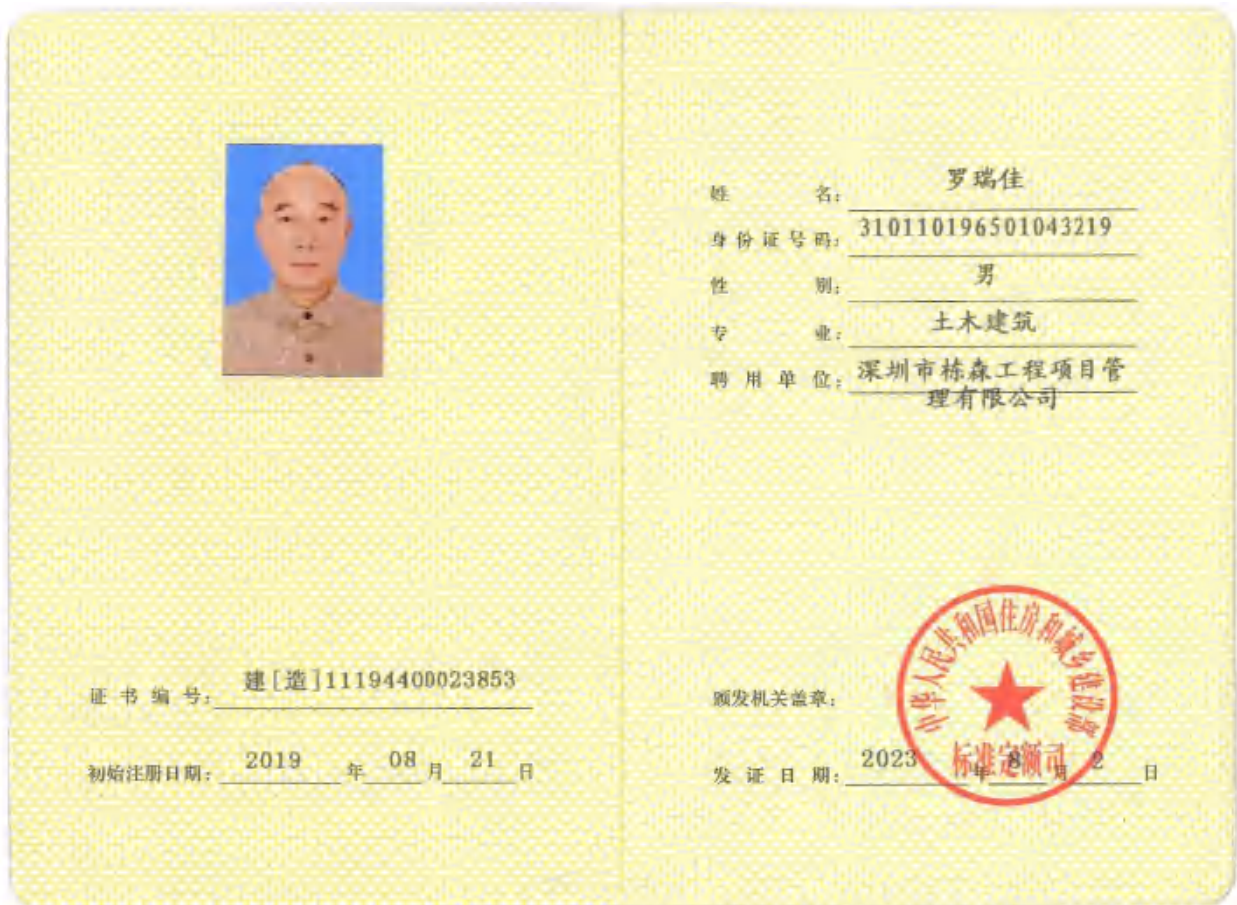 证书编号：建[造]11194400023853
初始注册日期：2019年08月21日
姓名：罗瑞佳
身份证号码：310110196501043219
性别：男
专业：土木建筑
聘用单位：深圳市栋森工程项目管
理有限公司
中华人民共和国住房和城乡建设部
标准定额司
颁发机关盖章：
发证日期：2023年8月2日